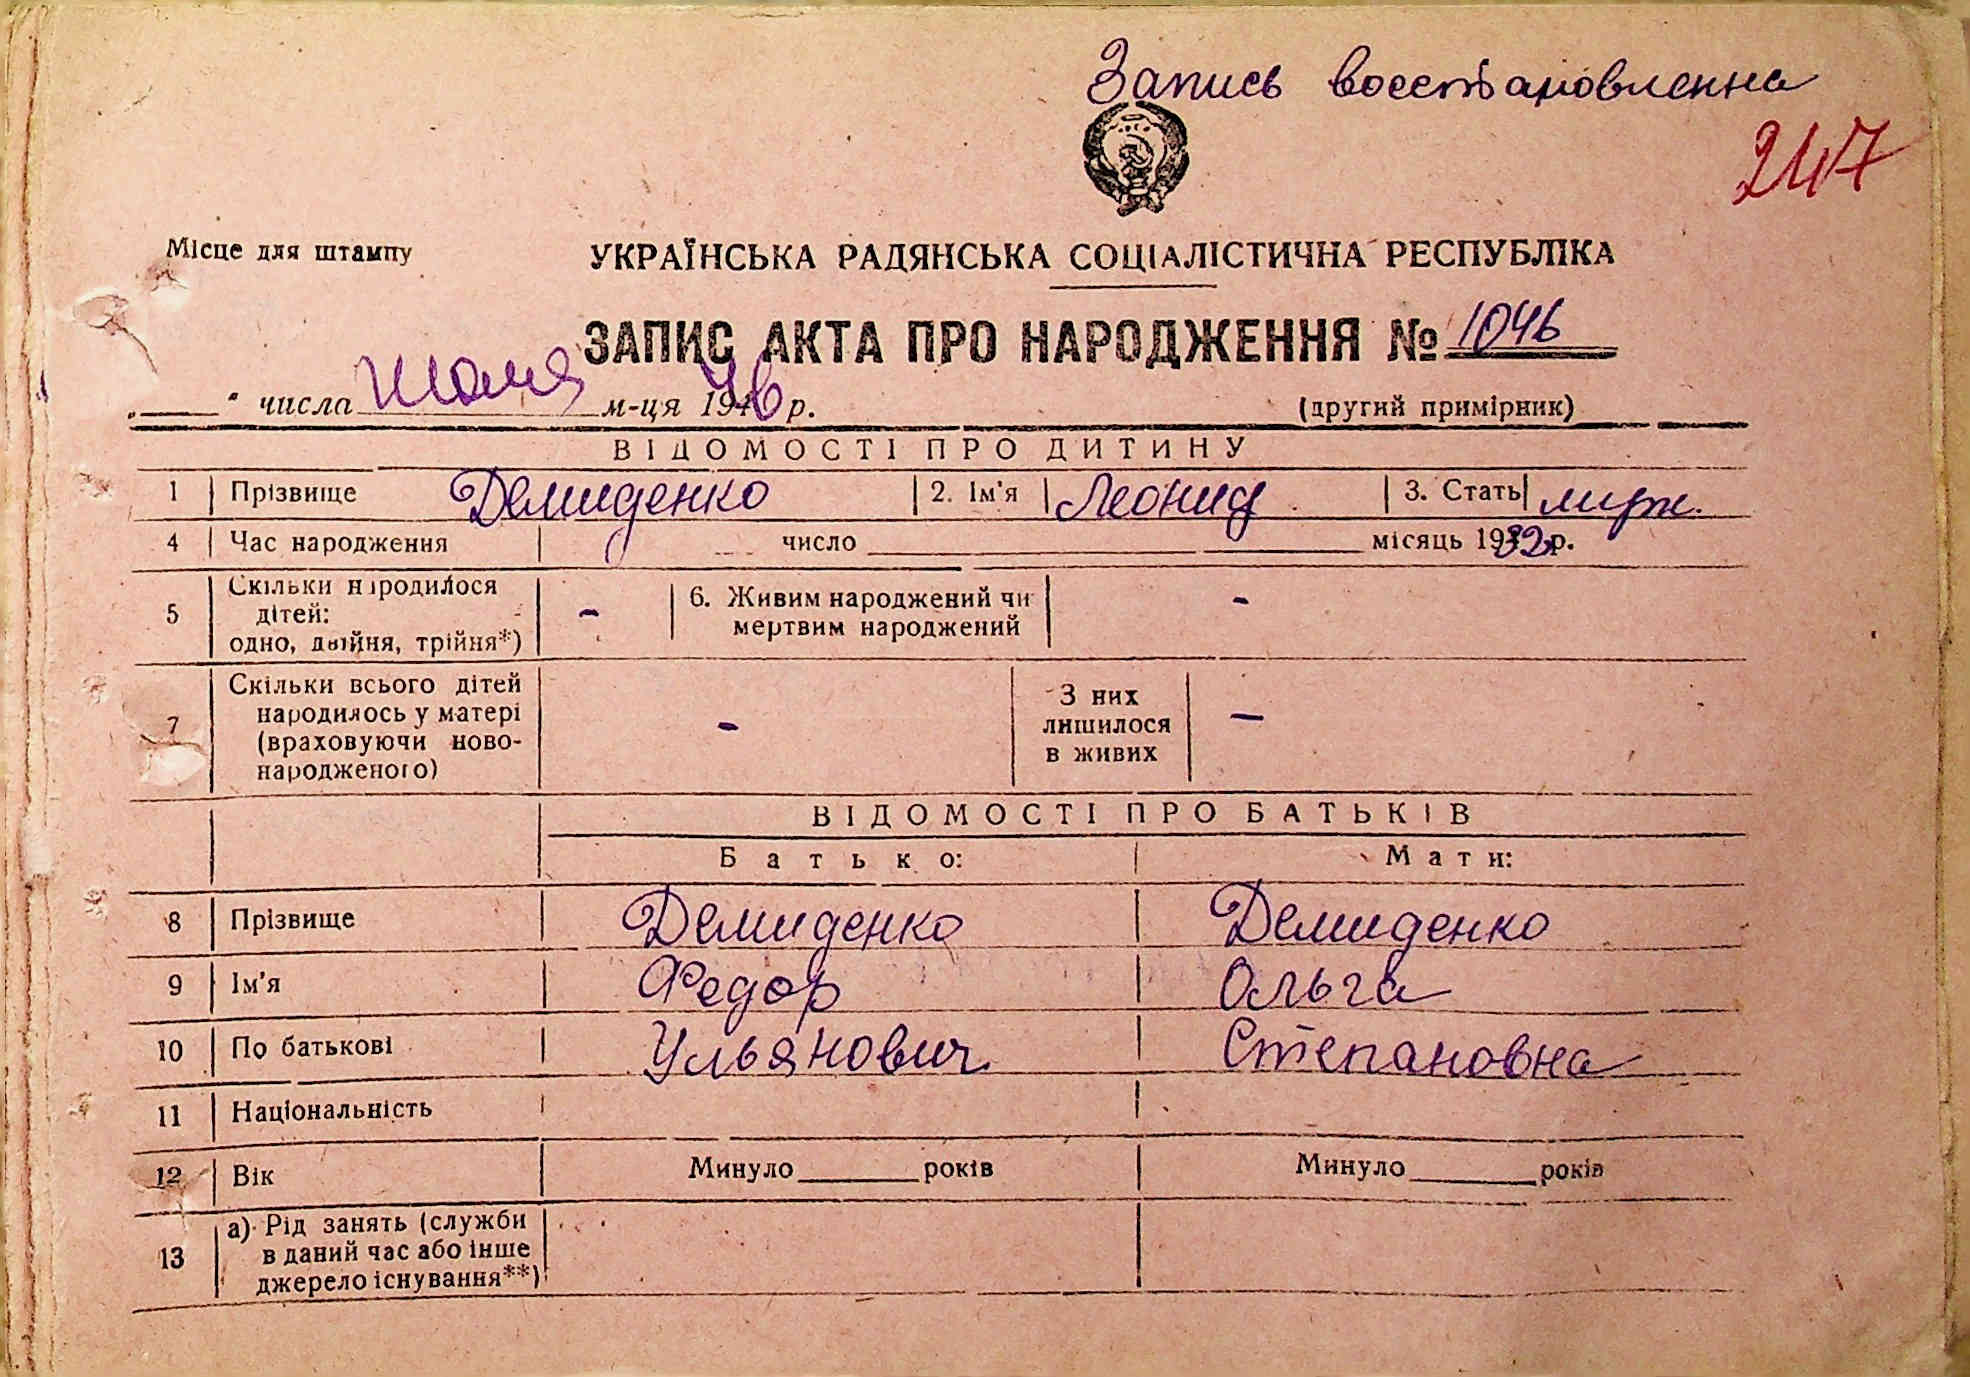 Запись восстановленна
247
Місце для штампу
УКРАЇНСЬКА РАДЯНСЬКА СОЦІАЛІСТИЧНА РЕСПУБЛІКА
ЗАПИС АКТА ПРО НАРОДЖЕННЯ № 1046
„ “ числа Июля м-ця 1946 р.
(другий примірник)
ВІДОМОСТІ ПРО ДИТИНУ
1 Прізвище Демиденко 2. Ім'я Леонид 3. Стать муж.
4 Час народження число місяць 1932 р.
5 Скільки народилося дітей: одно, двійня, трійня*) - 6. Живим народжений чи мертвим народжений -
7 Скільки всього дітей народилось у матері (враховуючи ново-народженого) - З них лишилося в живих -
ВІДОМОСТІ ПРО БАТЬКІВ
Батько: Мати:
8 Прізвище Демиденко Демиденко
9 Ім'я Федор Ольга
10 По батькові Ульянович Степановна
11 Національність
12 Вік Минуло років Минуло років
13 а) Рід занять (служби в даний час або інше джерело існування**)